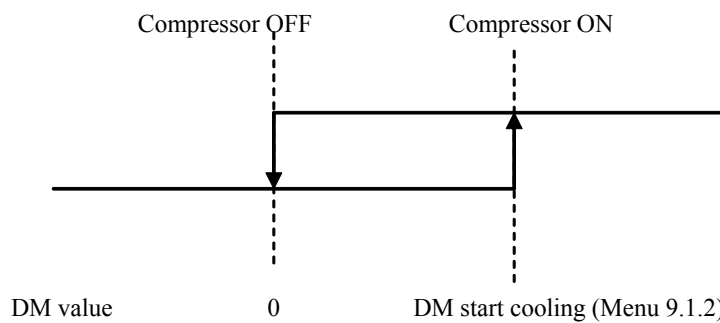 Compressor OFF Compressor ON
DM value 0 DM start cooling (Menu 9.1.2)